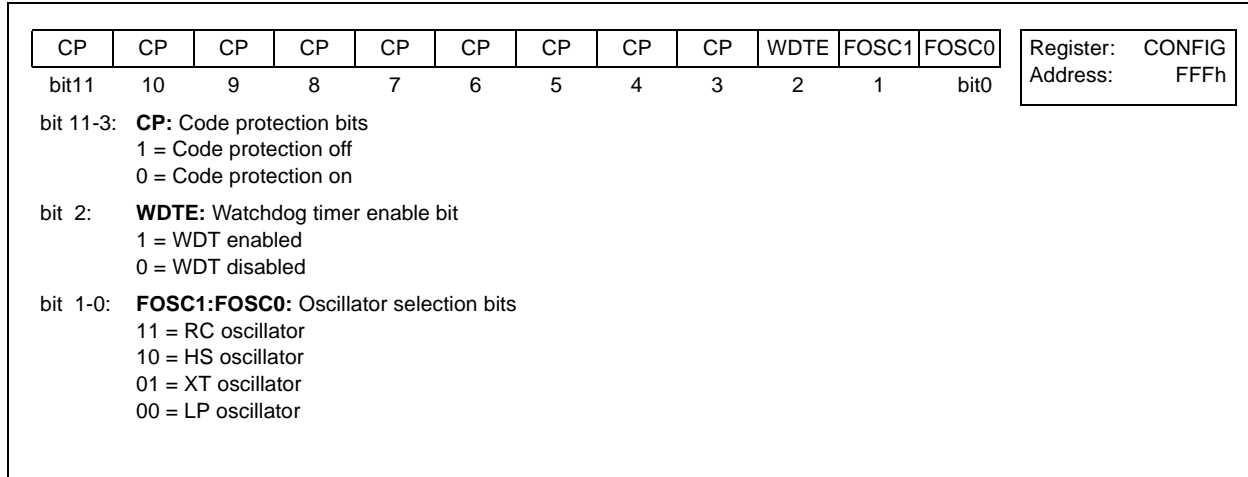 CP CP CP CP CP CP CP CP CP WDTE FOSC1 FOSC0
bit11 10 9 8 7 6 5 4 3 2 1 bit0
Register: CONFIG
Address: FFFh
bit 11-3: CP: Code protection bits
1 = Code protection off
0 = Code protection on
bit 2: WDTE: Watchdog timer enable bit
1 = WDT enabled
0 = WDT disabled
bit 1-0: FOSC1:FOSC0: Oscillator selection bits
11 = RC oscillator
10 = HS oscillator
01 = XT oscillator
00 = LP oscillator